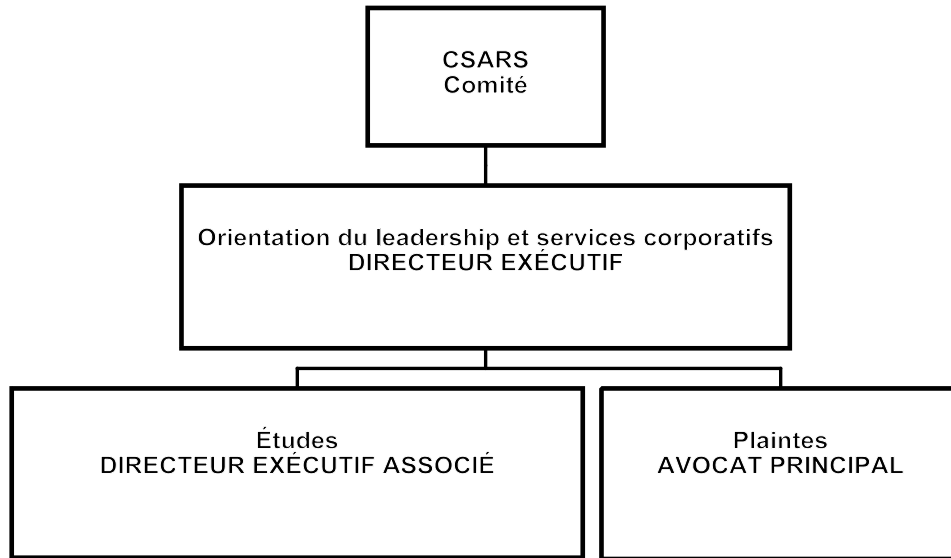 CSARS
Comité
Orientation du leadership et services corporatifs
DIRECTEUR EXÉCUTIF
Études
DIRECTEUR EXÉCUTIF ASSOCIÉ
Plaintes
AVOCAT PRINCIPAL